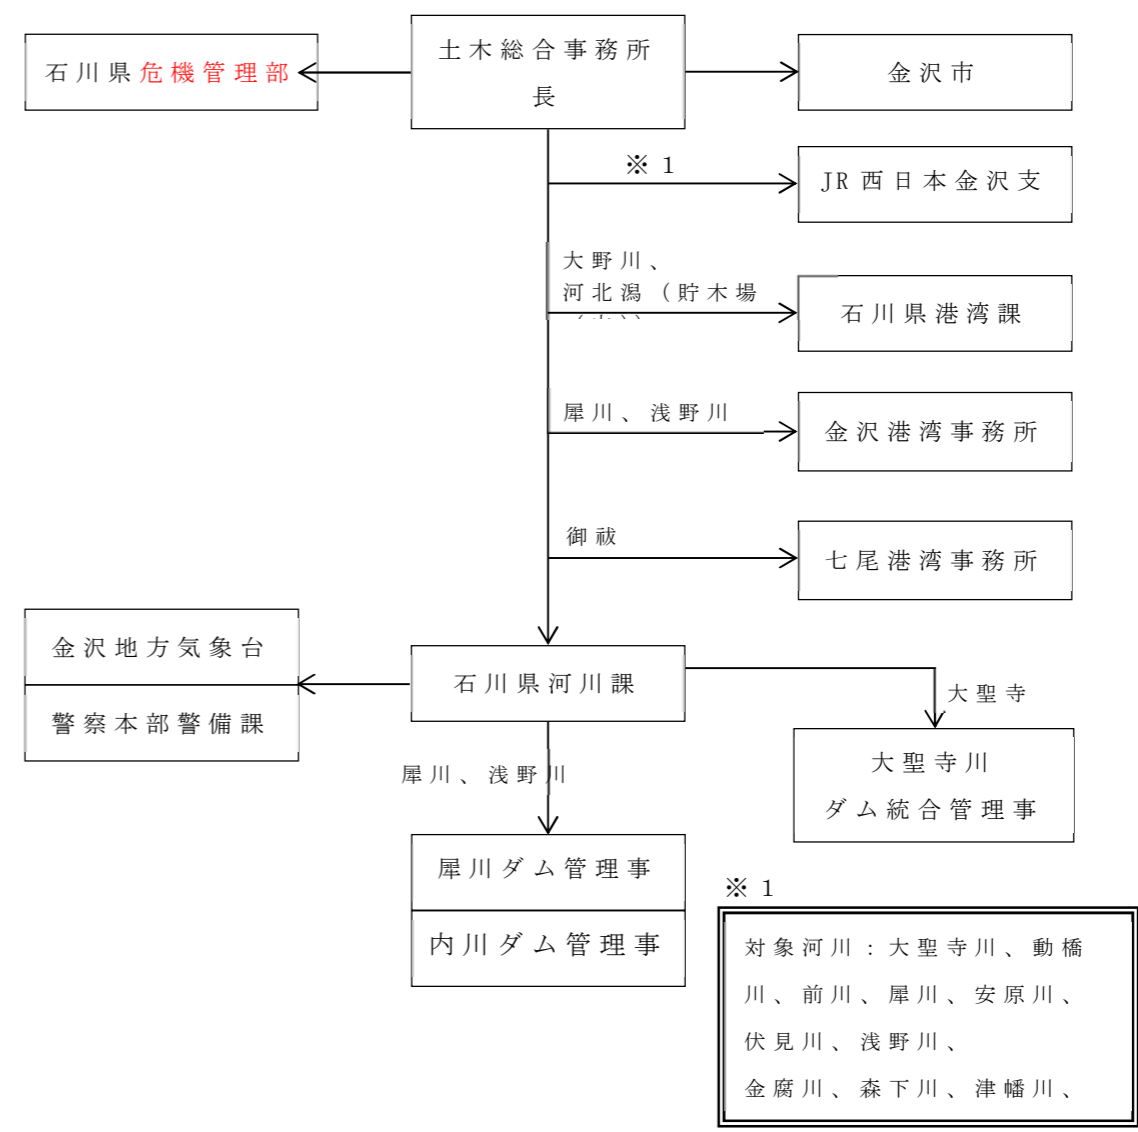 土木総合事務所
長
石川県危機管理部
金沢市
※1
JR西日本金沢支
大野川、
河北潟（貯木場
石川県港湾課
犀川、浅野川
金沢港湾事務所
御祓
七尾港湾事務所
金沢地方気象台
警察本部警備課
石川県河川課
大聖寺
犀川、浅野川
大聖寺川
ダム統合管理事
犀川ダム管理事
内川ダム管理事
※1
対象河川：大聖寺川、動橋
川、前川、犀川、安原川、
伏見川、浅野川、
金腐川、森下川、津幡川、